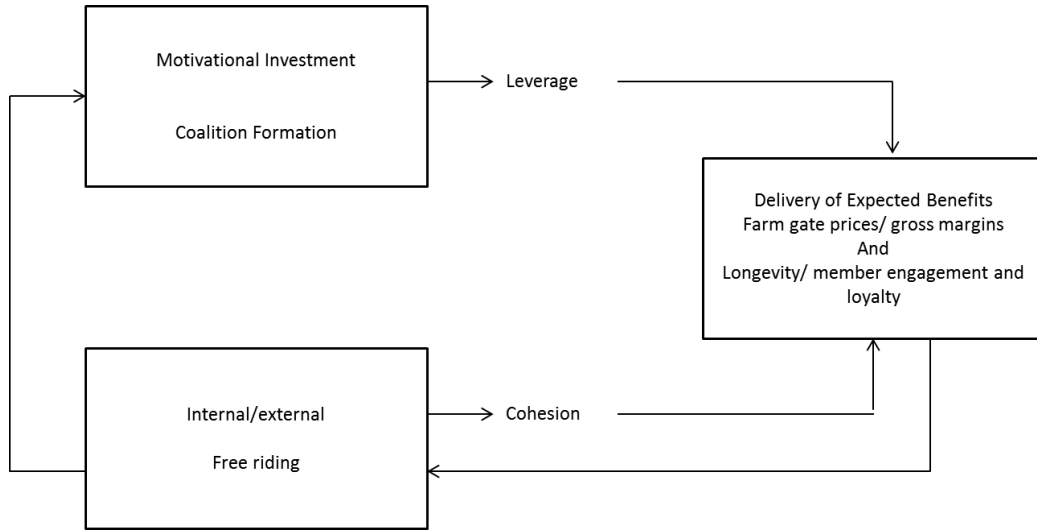 Motivational Investment
Coalition Formation
Leverage
Delivery of Expected Benefits
Farm gate prices/ gross margins
And
Longevity/ member engagement and
loyalty
Internal/external
Free riding
Cohesion